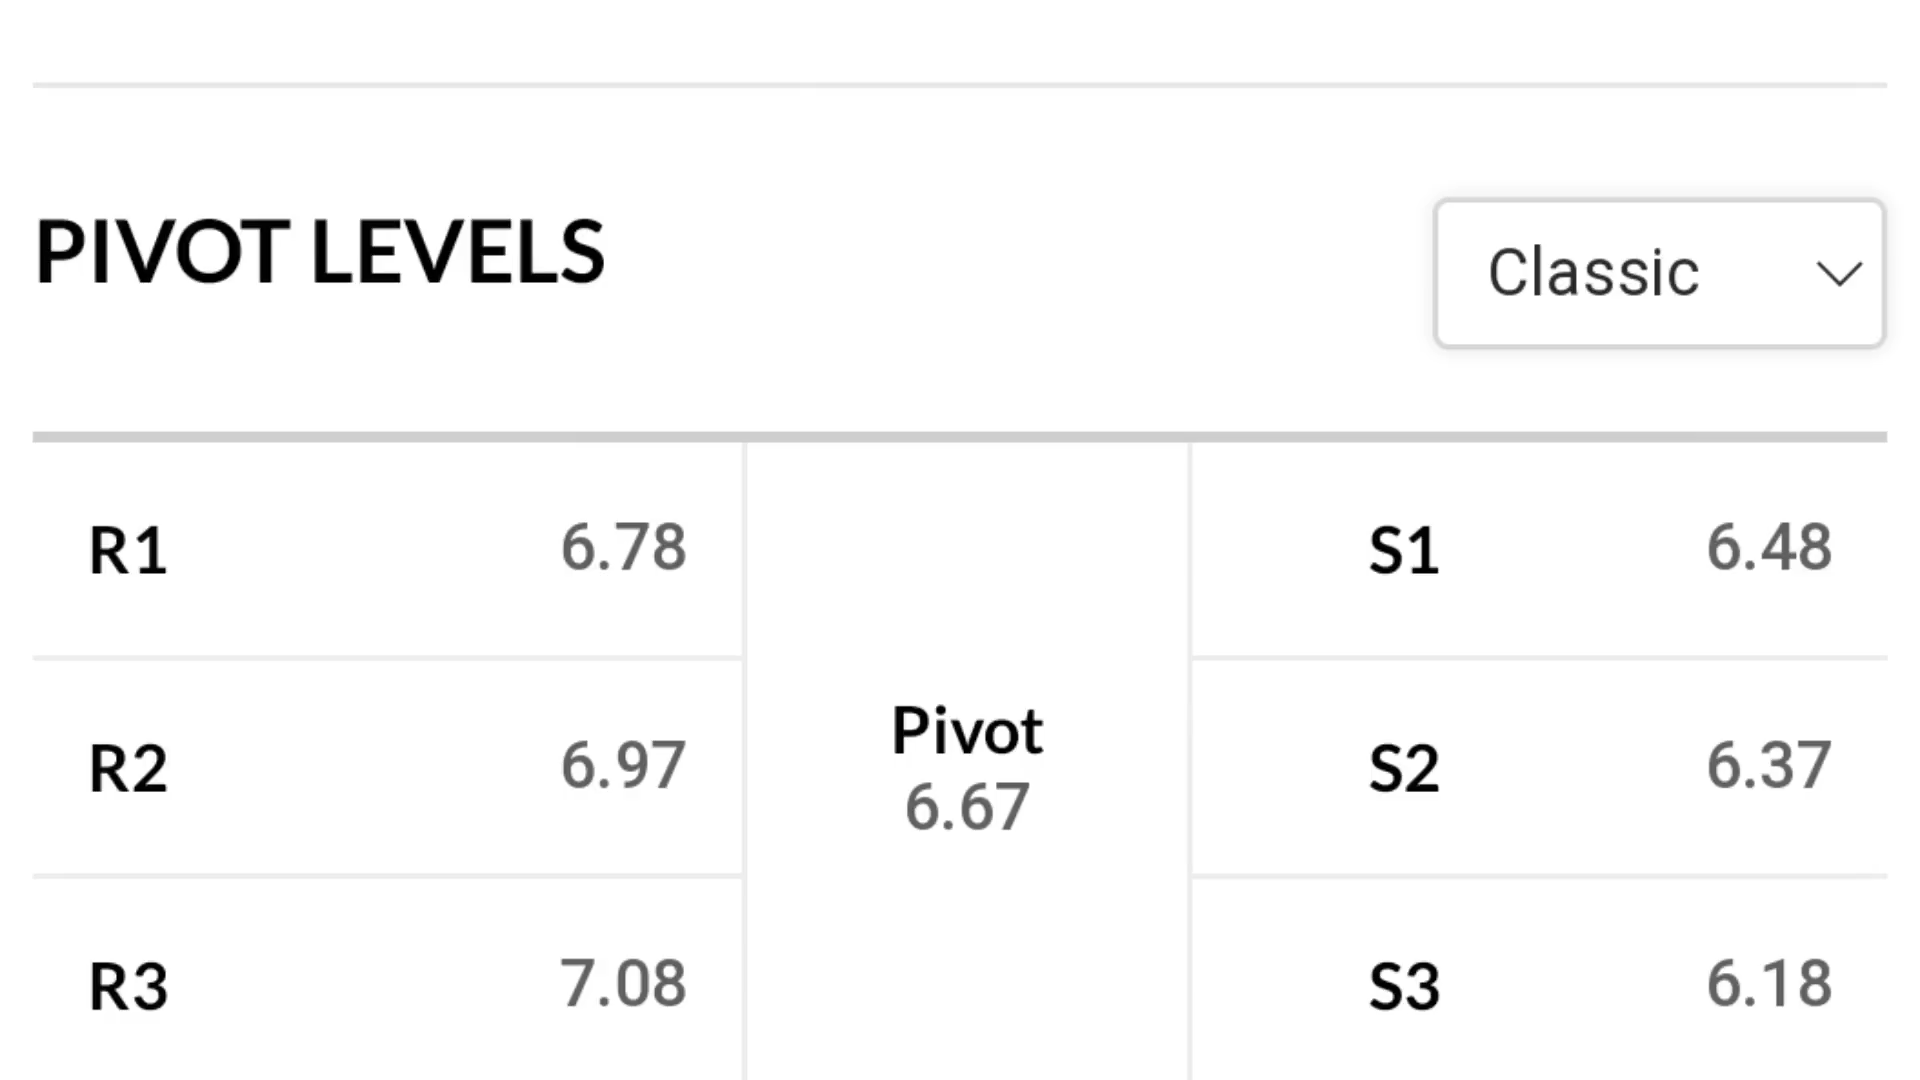 PIVOT LEVELS
Classic
R1 6.78
S1 6.48
R2 6.97
Pivot
6.67
S2 6.37
R3 7.08
S3 6.18